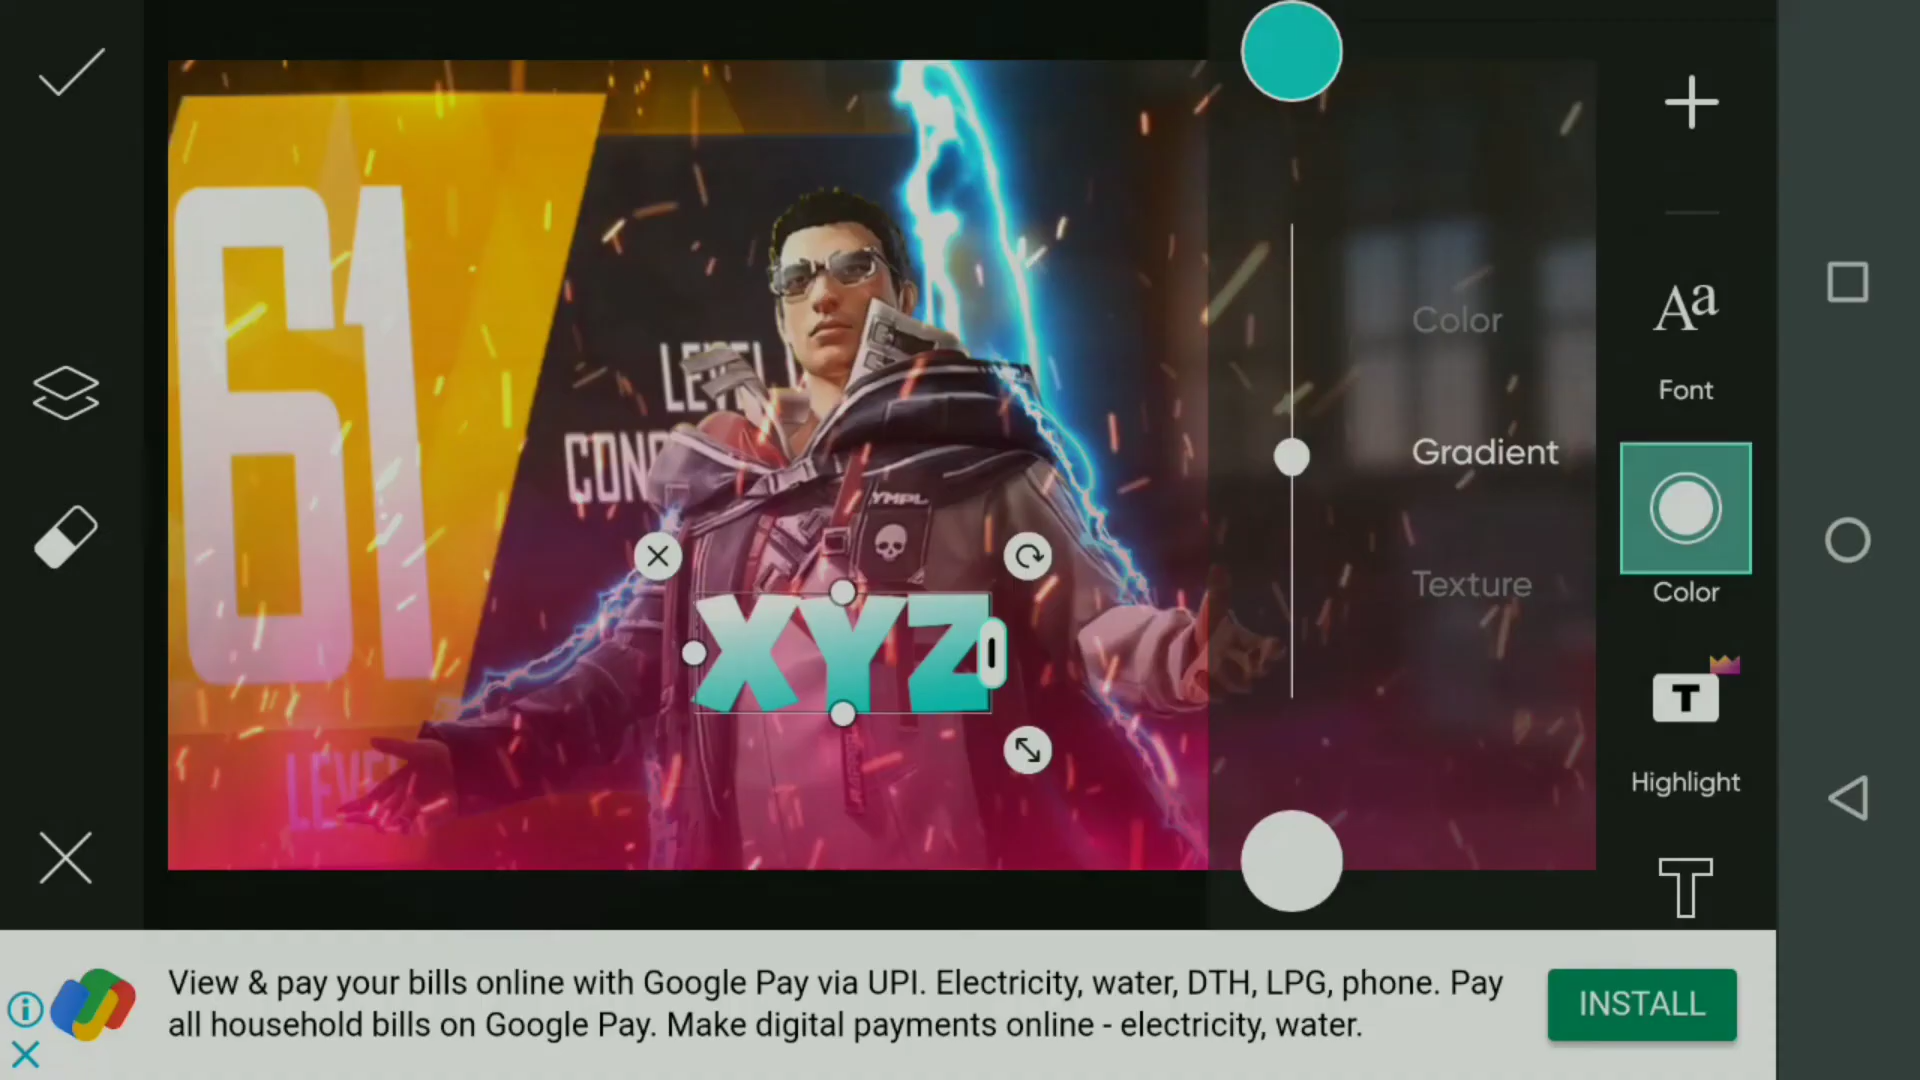 61
LEVEL
CON
YMPL
XYZ
LEVEL
Color
Gradient
Texture
Aa
Font
Color
T
Highlight
T
View & pay your bills online with Google Pay via UPI. Electricity, water, DTH, LPG, phone. Pay
all household bills on Google Pay. Make digital payments online - electricity, water.
INSTALL